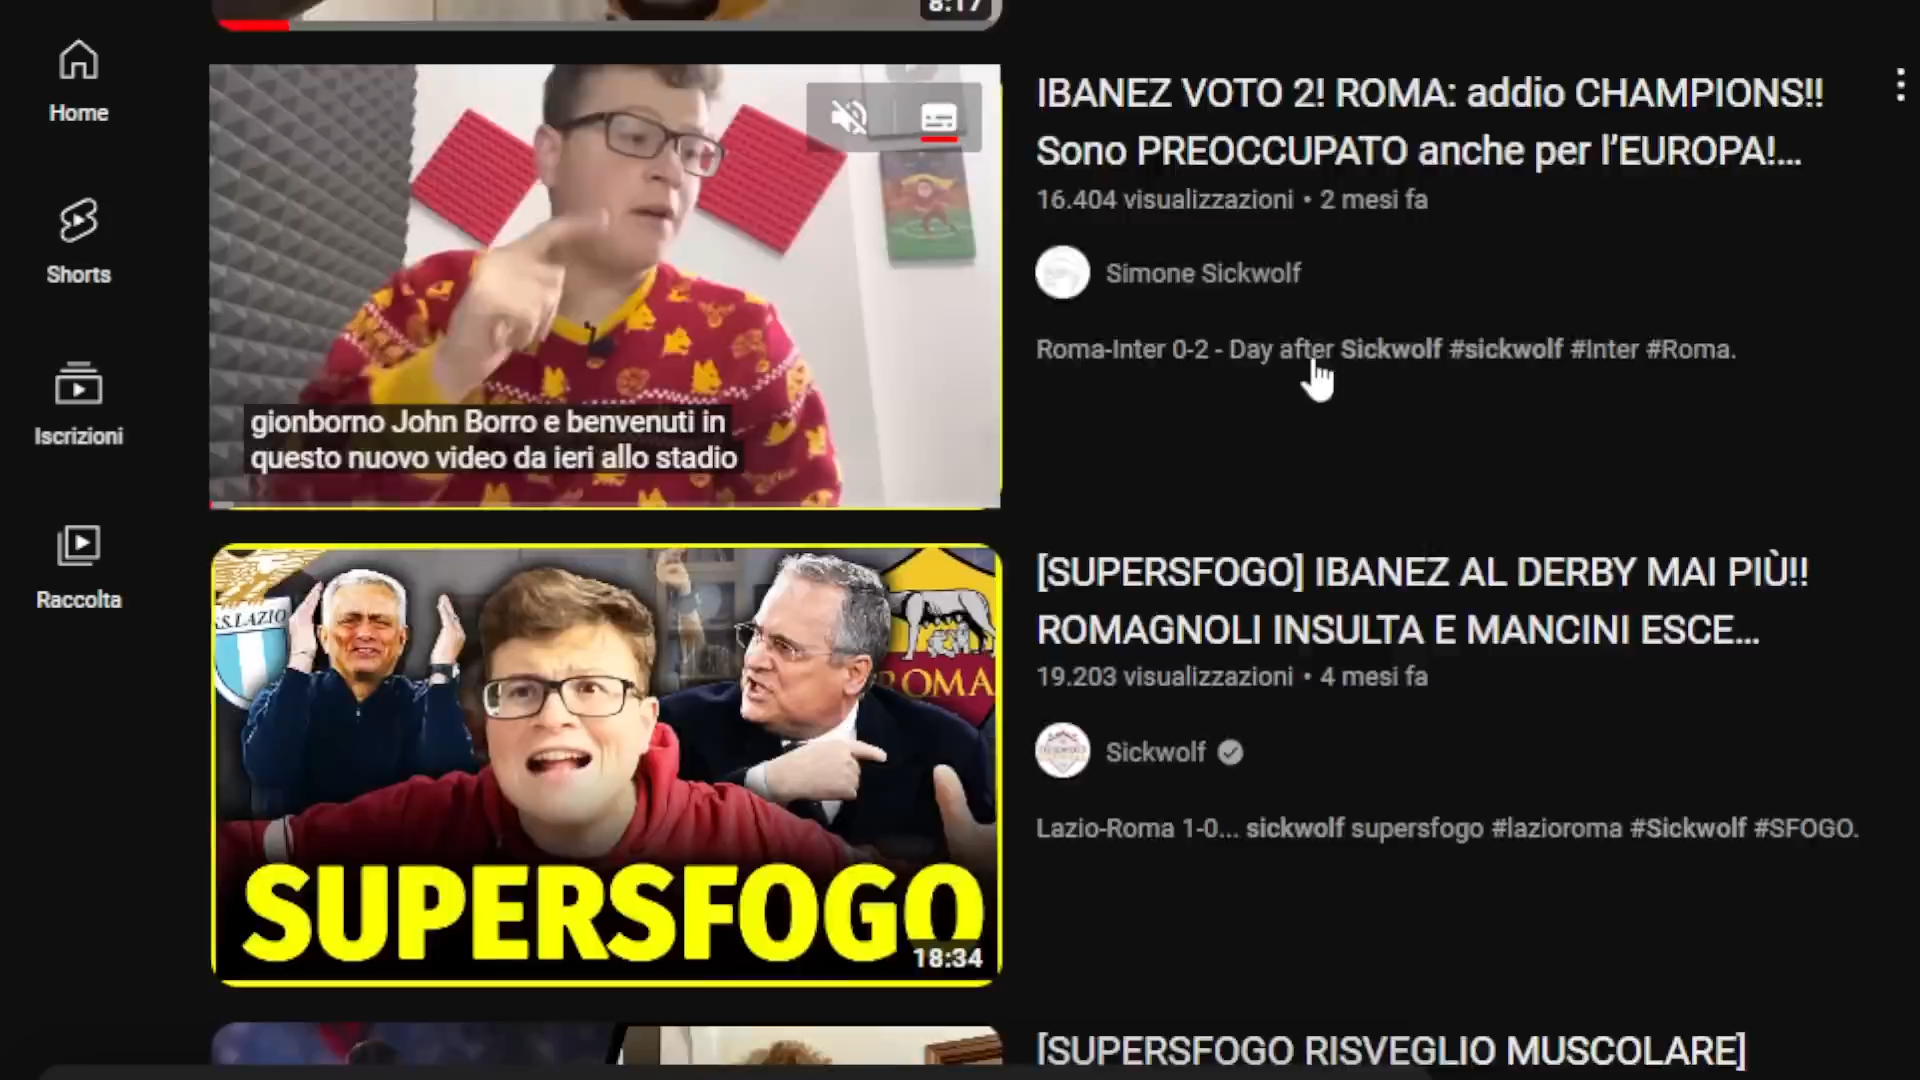 8:17
Home
Shorts
Iscrizioni
Raccolta
gionborno John Borro e benvenuti in
questo nuovo video da ieri allo stadio
IBANEZ VOTO 2! ROMA: addio CHAMPIONS!!
Sono PREOCCUPATO anche per l’EUROPA!...
16.404 visualizzazioni • 2 mesi fa
Simone Sickwolf
Roma-Inter 0-2 - Day after Sickwolf #sickwolf #Inter #Roma.
S.S.LAZIO
ROMA
SUPERSFOGO
18:34
[SUPERSFOGO] IBANEZ AL DERBY MAI PIÙ!!
ROMAGNOLI INSULTA E MANCINI ESCE...
19.203 visualizzazioni • 4 mesi fa
Sickwolf
Lazio-Roma 1-0... sickwolf supersfogo #lazioroma #Sickwolf #SFOGO.
[SUPERSFOGO RISVEGLIO MUSCOLARE]